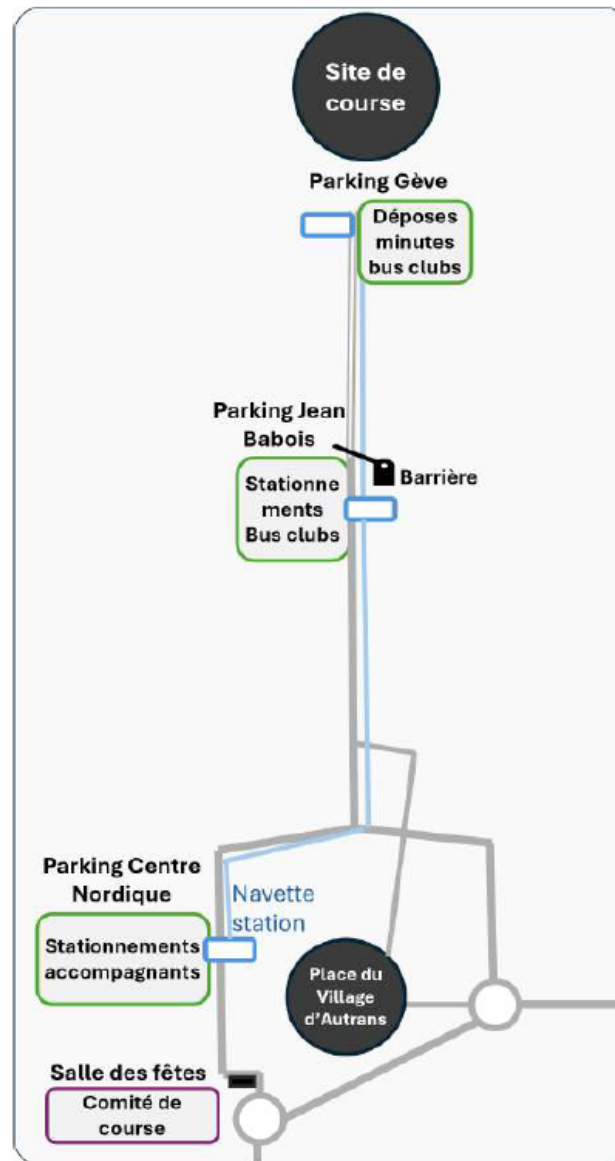 Site de
course
Parking Gève
Déposes
minutes
bus clubs
Parking Jean
Babois
Barrière
Stationne
ments
Bus clubs
Parking Centre
Nordique
Navette
station
Stationnements
accompagnants
Place du
Village
d'Autrans
Salle des fêtes
Comité de
course